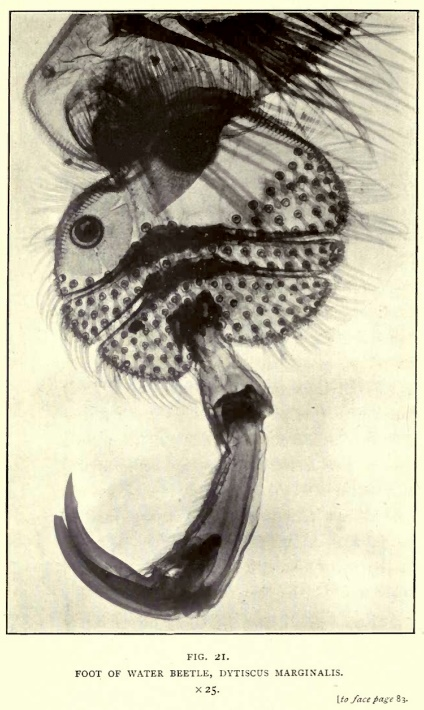 FIG. 21.
FOOT OF WATER BEETLE, DYTISCUS MARGINALIS.
× 25.
[to face page 83.